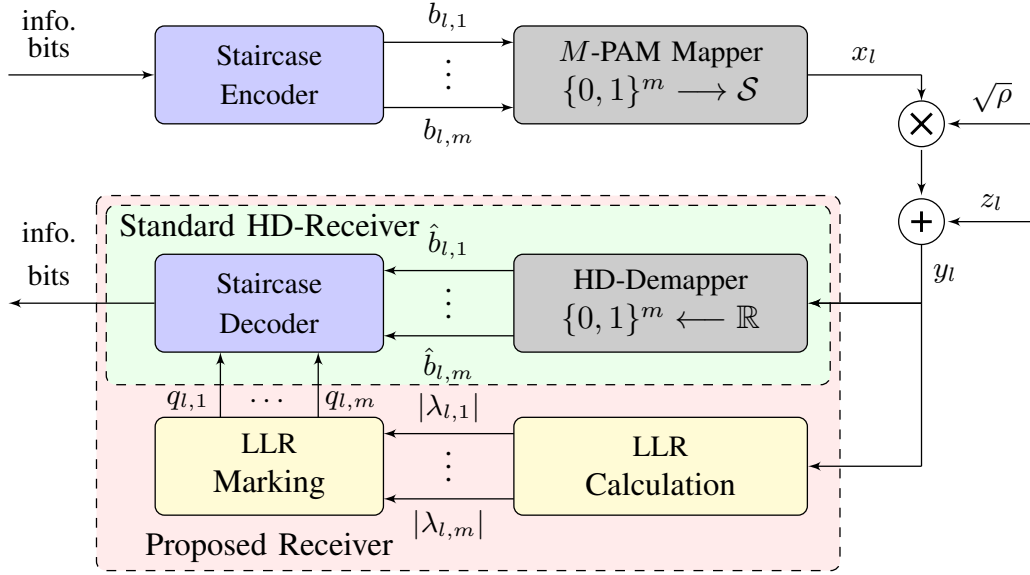 info.
bits
Staircase
Encoder
b_{l,1}
⋮
b_{l,m}
M-PAM Mapper
{0, 1}^m ⟶ 𝒮
x_l
√ρ
z_l
y_l
Standard HD-Receiver
info.
bits
Staircase
Decoder
b̂_{l,1}
⋮
b̂_{l,m}
HD-Demapper
{0, 1}^m ⟵ ℝ
q_{l,1} ⋯ q_{l,m}
LLR
Marking
|λ_{l,1}|
⋮
|λ_{l,m}|
LLR
Calculation
Proposed Receiver